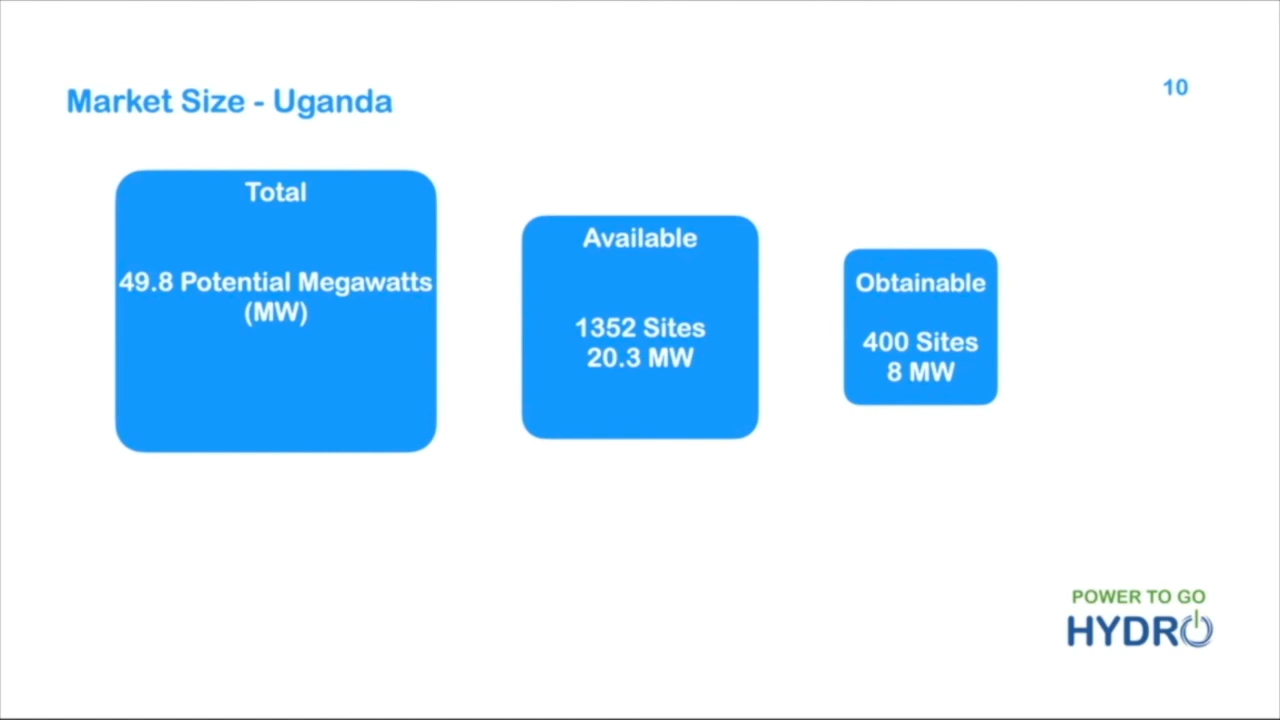 Market Size - Uganda
10
Total
49.8 Potential Megawatts
(MW)
Available
1352 Sites
20.3 MW
Obtainable
400 Sites
8 MW
POWER TO GO
HYDRO